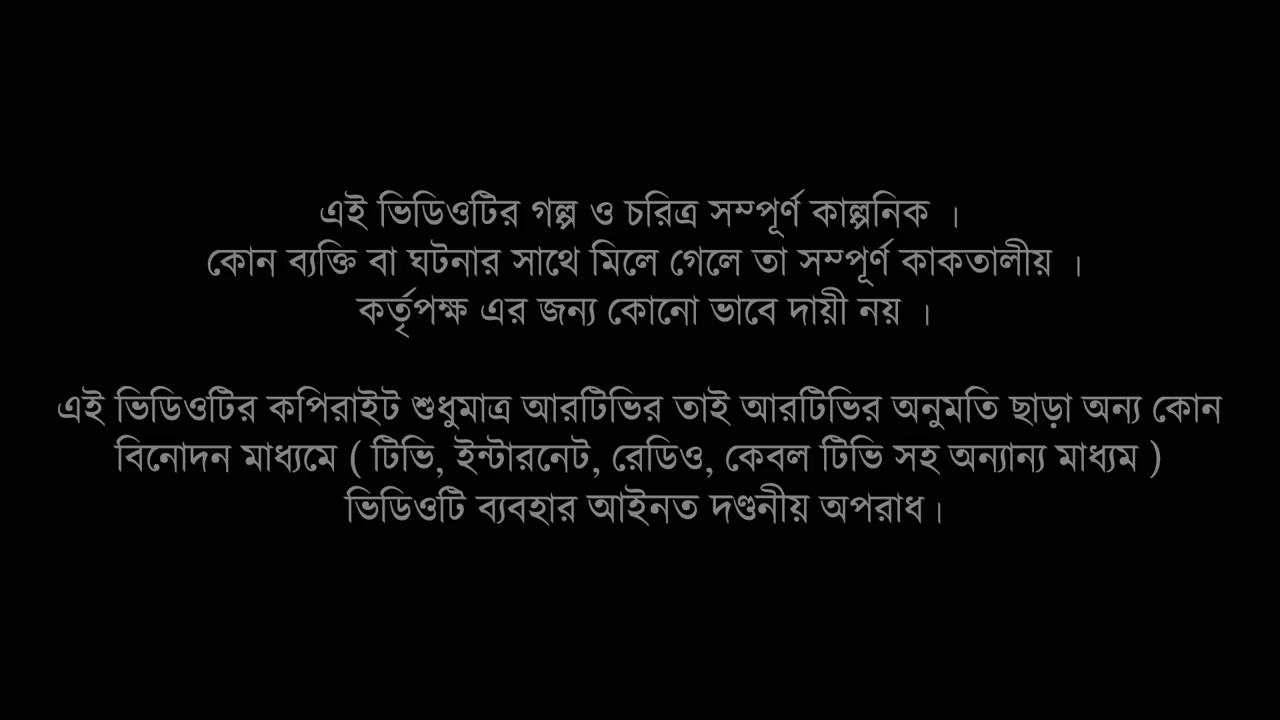 এই ভিডিওটির গল্প ও চরিত্র সম্পূর্ণ কাল্পনিক ।
কোন ব্যক্তি বা ঘটনার সাথে মিলে গেলে তা সম্পূর্ণ কাকতালীয় ।
কর্তৃপক্ষ এর জন্য কোনো ভাবে দায়ী নয় ।
এই ভিডিওটির কপিরাইট শুধুমাত্র আরটিভির তাই আরটিভির অনুমতি ছাড়া অন্য কোন
বিনোদন মাধ্যমে ( টিভি, ইন্টারনেট, রেডিও, কেবল টিভি সহ অন্যান্য মাধ্যম )
ভিডিওটি ব্যবহার আইনত দণ্ডনীয় অপরাধ।